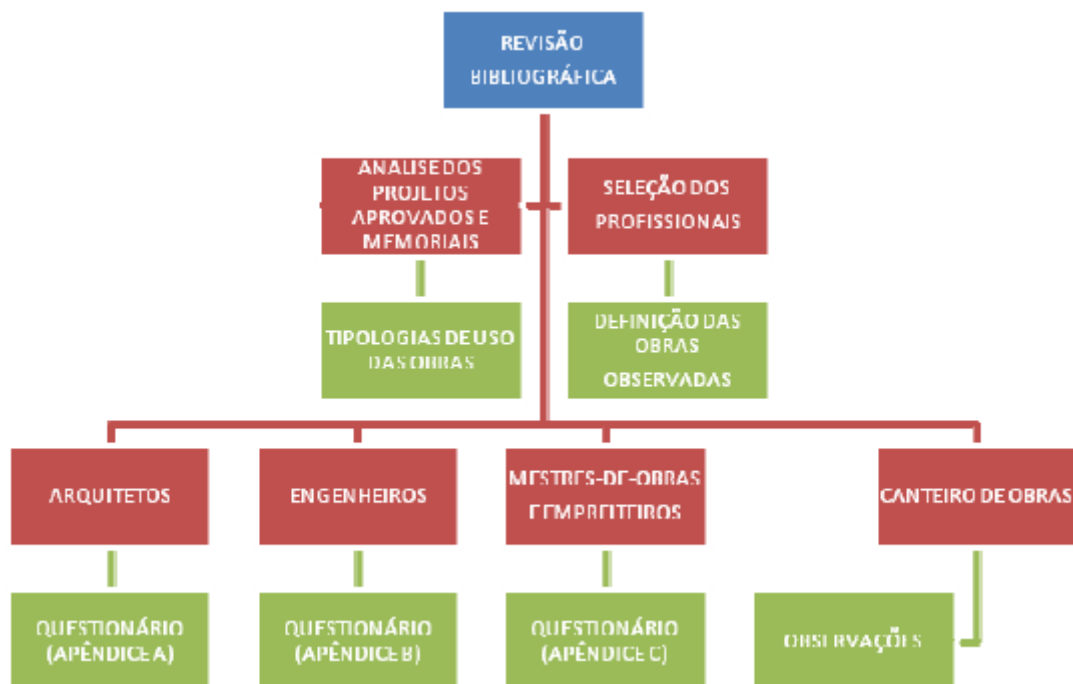 REVISÃO
BIBLIOGRÁFICA
ANALISE DOS
PROJETOS
APROVADOS E
MEMORIAIS
SELEÇÃO DOS
PROFISSIONAIS
TIPOLOGIAS DE USO
DAS OBRAS
DEFINIÇÃO DAS
OBRAS
OBSERVADAS
ARQUITETOS
ENGENHEIROS
MESTRES-DE-OBRAS
E EMPREITEIROS
CANTEIRO DE OBRAS
QUESTIONÁRIO
(APÊNDICE A)
QUESTIONÁRIO
(APÊNDICE B)
QUESTIONÁRIO
(APÊNDICE C)
OBSERVAÇÕES